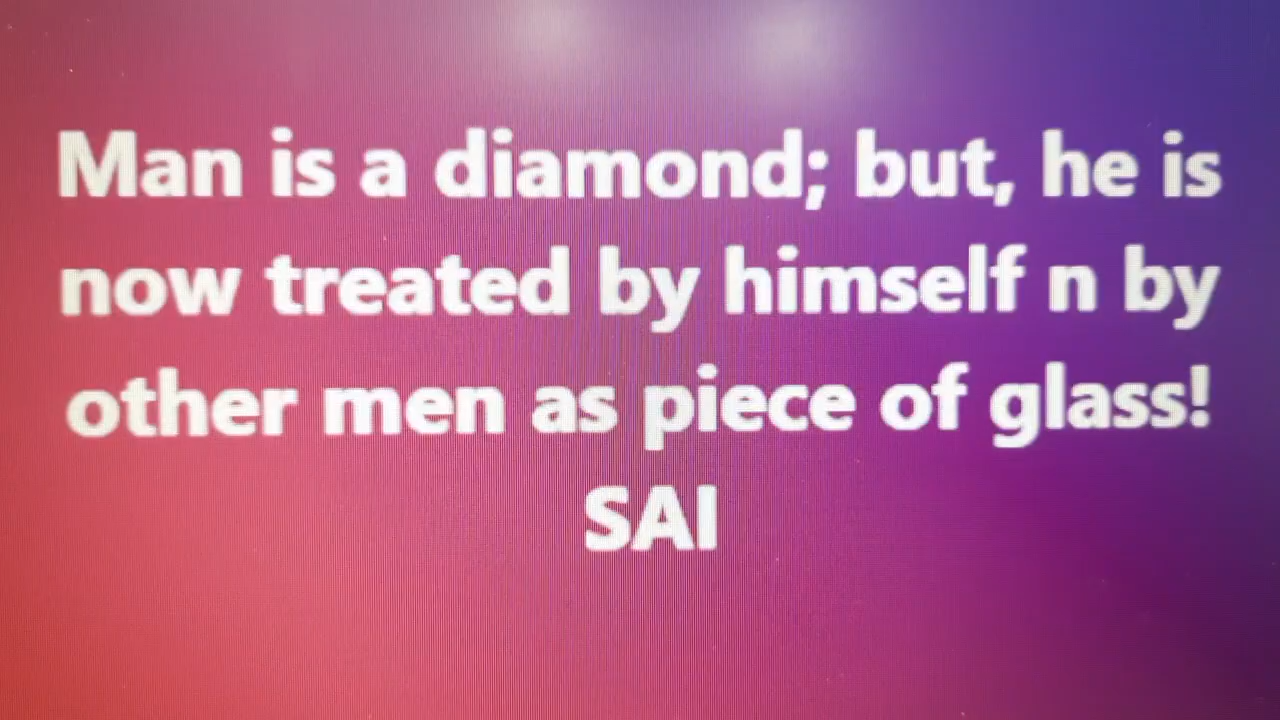 Man is a diamond; but, he is
now treated by himself n by
other men as piece of glass!
SAI